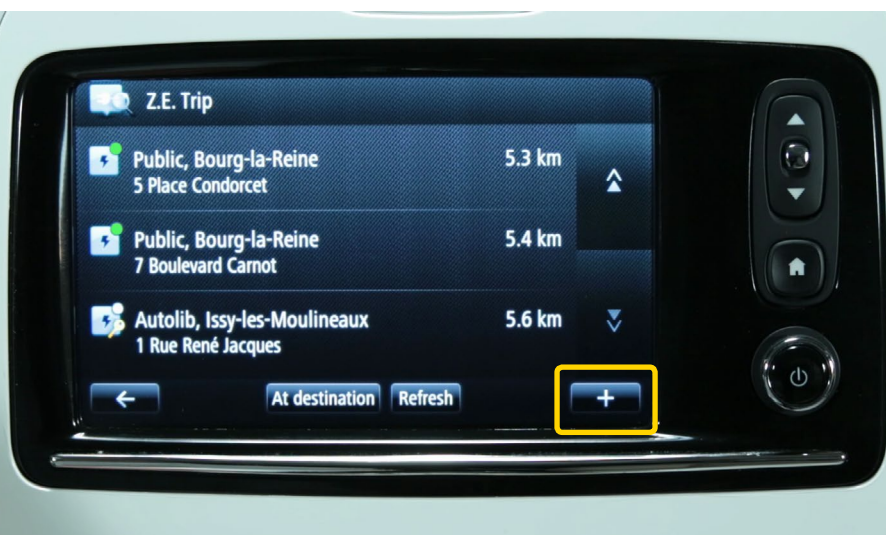 Z.E. Trip
Public, Bourg-la-Reine 5.3 km
5 Place Condorcet
Public, Bourg-la-Reine 5.4 km
7 Boulevard Carnot
Autolib, Issy-les-Moulineaux 5.6 km
1 Rue René Jacques
At destination Refresh +